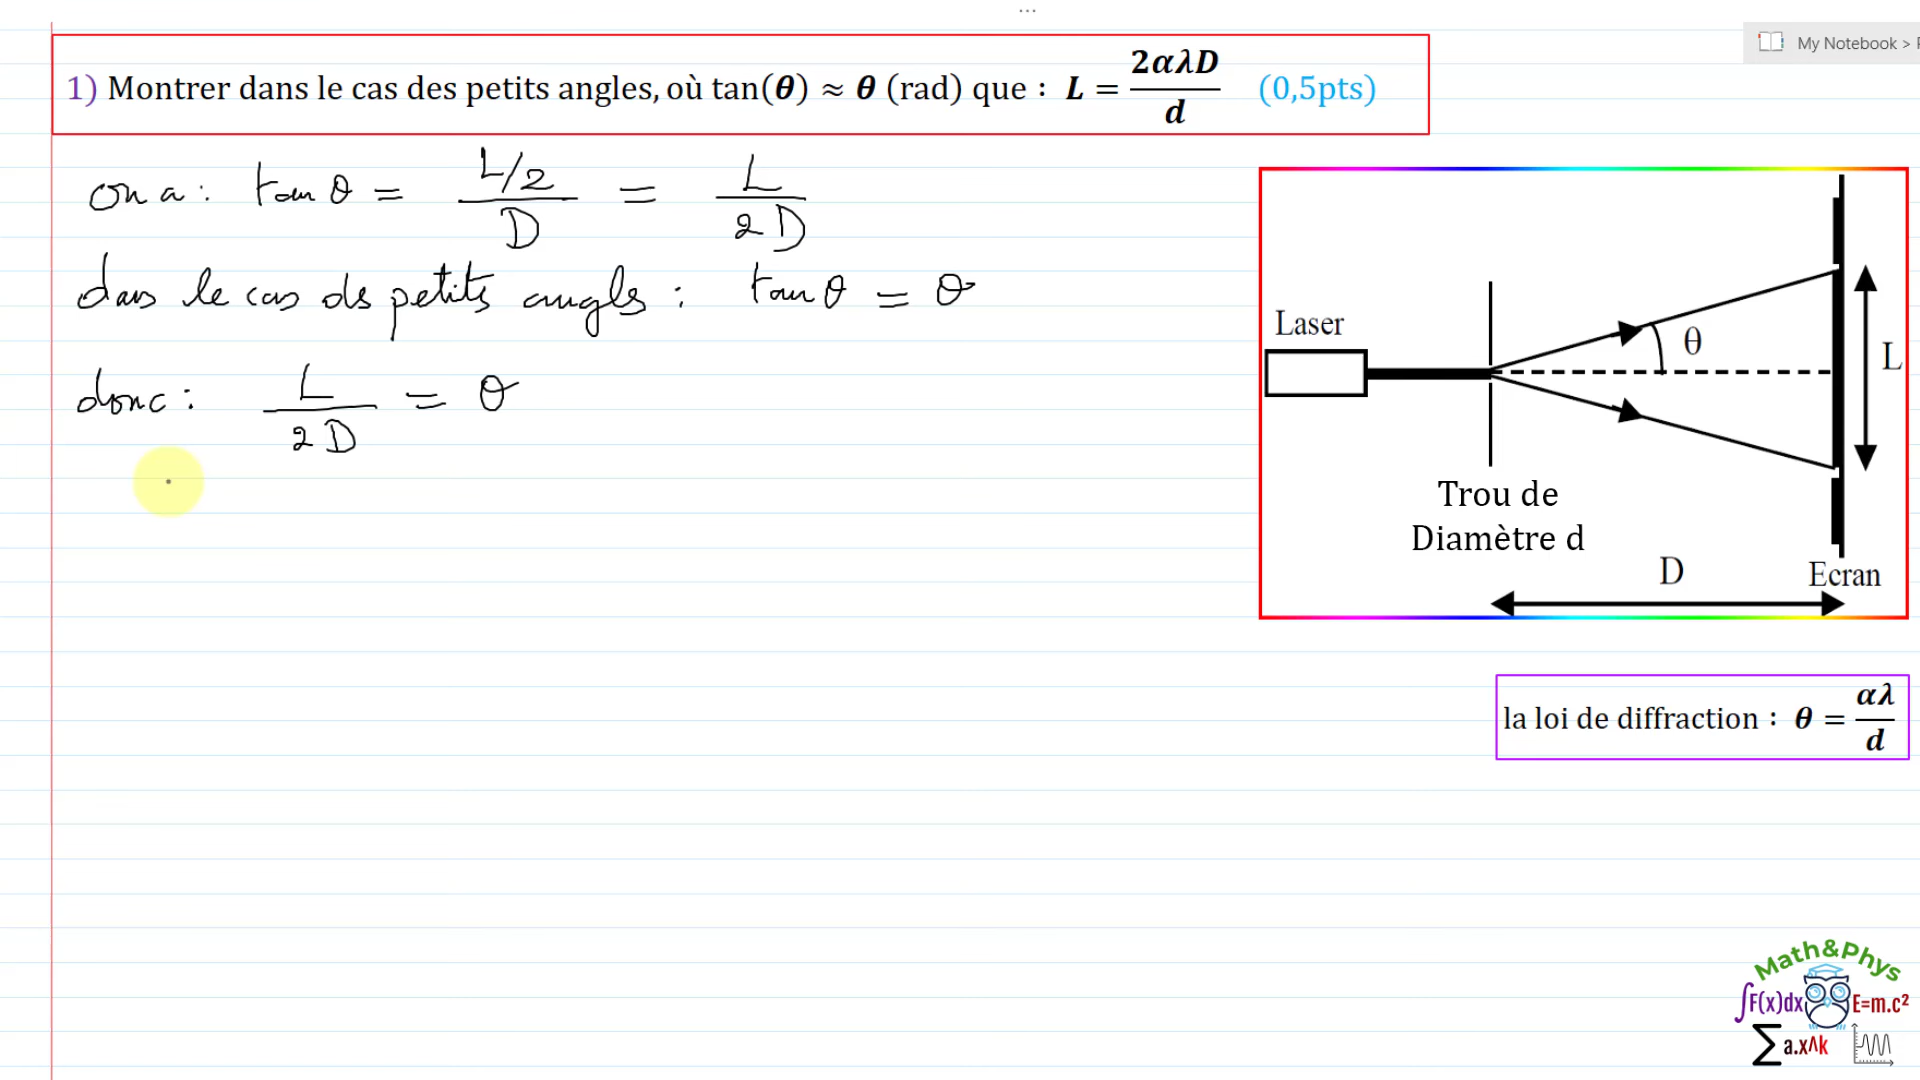 ...
My Notebook >
1) Montrer dans le cas des petits angles, où tan(θ) ≈ θ (rad) que : L = 2αλD / d (0,5pts)
on a : tan θ = L/2 / D = L / 2D
dans le cas ds petits angls : tan θ = θ
donc : L / 2D = θ
Laser
θ
L
Trou de
Diamètre d
D
Ecran
la loi de diffraction : θ = αλ / d
Math&Phys
∫F(x)dx E=m.c²
∑ a.x^k